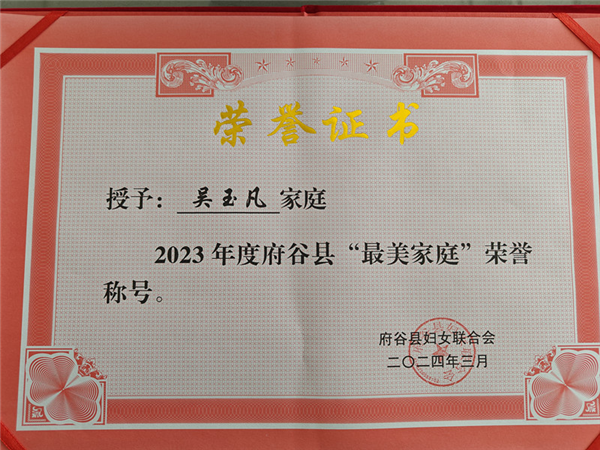 荣誉证书
授予：吴玉凡家庭
2023年度府谷县“最美家庭”荣誉
称号。
府谷县妇女联合会
二〇二四年三月